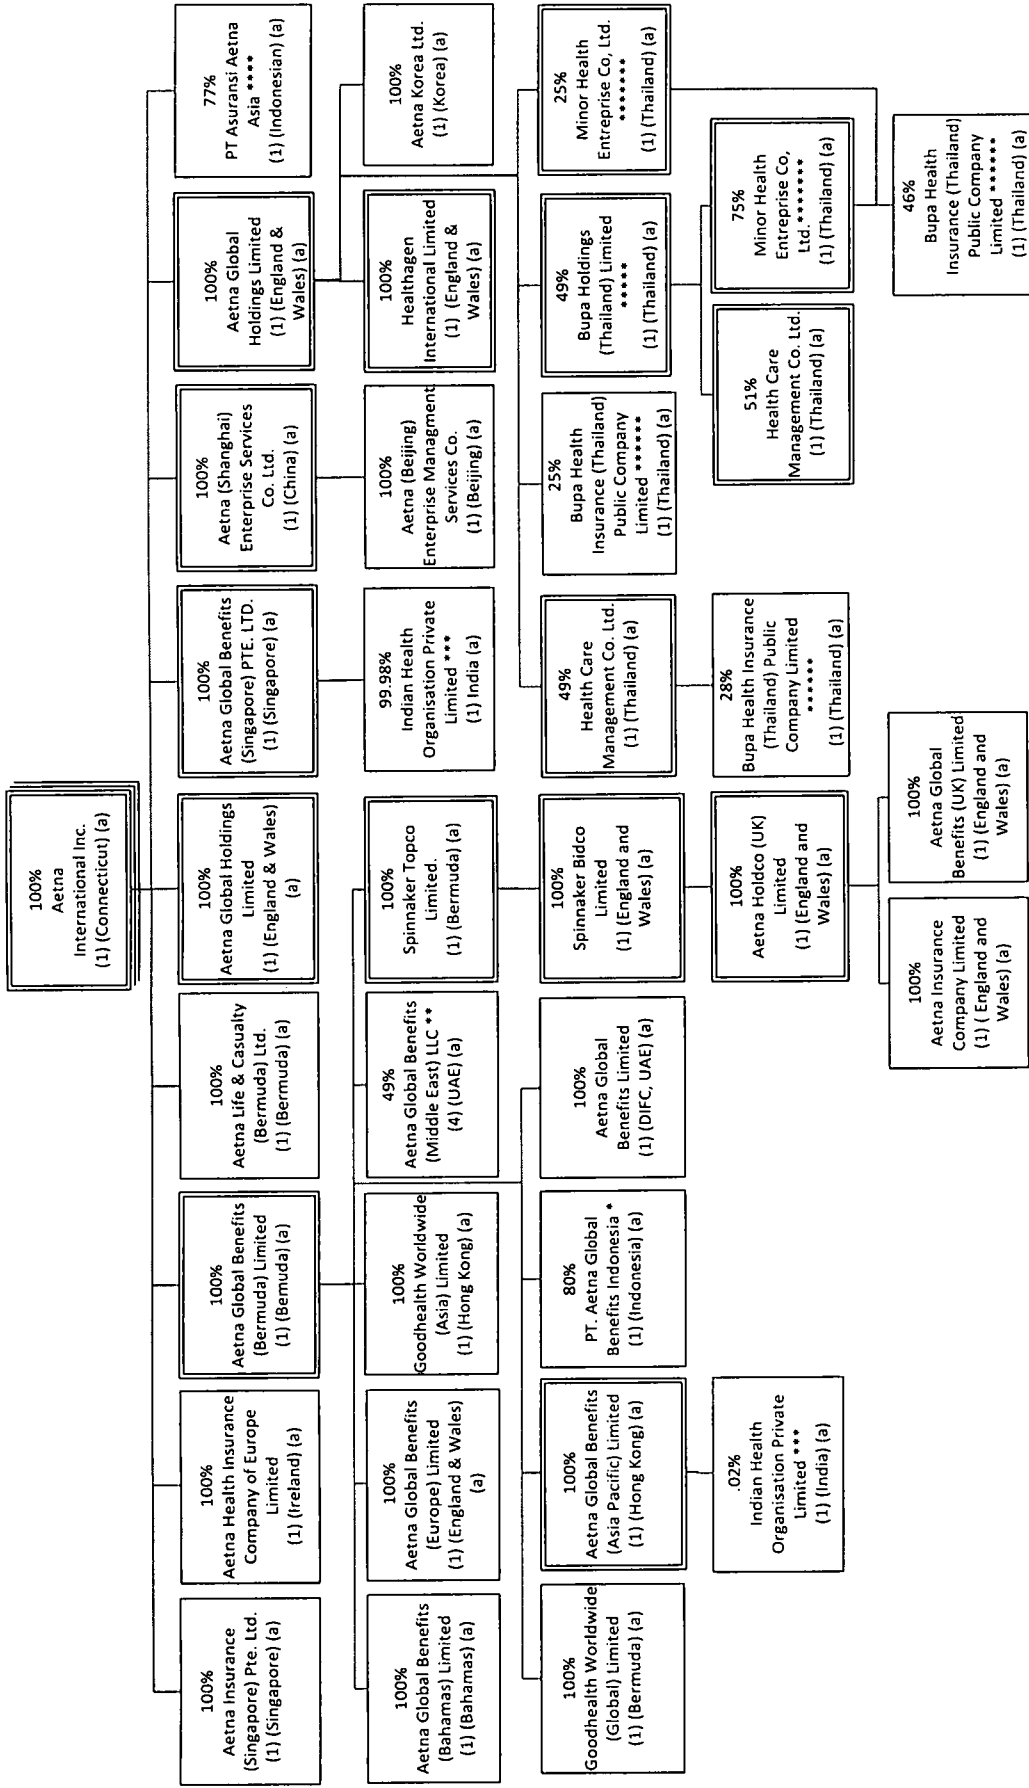 100%
Aetna
International Inc.
(1) (Connecticut) (a)
100%
Aetna Insurance
(Singapore) Pte. Ltd.
(1) (Singapore) (a)
100%
Aetna Health Insurance
Company of Europe
Limited
(1) (Ireland) (a)
100%
Aetna Global Benefits
(Bermuda) Limited
(1) (Bermuda) (a)
100%
Aetna Life & Casualty
(Bermuda) Ltd.
(1) (Bermuda) (a)
100%
Aetna Global Holdings
Limited
(1) (England & Wales)
(a)
100%
Aetna Global Benefits
(Singapore) PTE. LTD.
(1) (Singapore) (a)
100%
Aetna (Shanghai)
Enterprise Services
Co. Ltd.
(1) (China) (a)
100%
Aetna Global
Holdings Limited
(1) (England &
Wales) (a)
77%
PT Asuransi Aetna
Asia ****
(1) (Indonesian) (a)
100%
Aetna Global Benefits
(Bahamas) Limited
(1) (Bahamas) (a)
100%
Aetna Global Benefits
(Europe) Limited
(1) (England & Wales)
(a)
100%
Goodhealth Worldwide
(Asia) Limited
(1) (Hong Kong) (a)
49%
Aetna Global Benefits
(Middle East) LLC **
(4) (UAE) (a)
100%
Spinnaker Topco
Limited.
(1) (Bermuda) (a)
99.98%
Indian Health
Organisation Private
Limited ***
(1) India (a)
100%
Aetna (Beijing)
Enterprise Managment
Services Co.
(1) (Beijing) (a)
100%
Healthagen
International Limited
(1) (England &
Wales) (a)
100%
Aetna Korea Ltd.
(1) (Korea) (a)
100%
Goodhealth Worldwide
(Global) Limited
(1) (Bermuda) (a)
100%
Aetna Global Benefits
(Asia Pacific) Limited
(1) (Hong Kong) (a)
80%
PT. Aetna Global
Benefits Indonesia *
(1) (Indonesia) (a)
100%
Aetna Global
Benefits Limited
(1) (DIFC, UAE) (a)
100%
Spinnaker Bidco
Limited
(1) (England and
Wales) (a)
49%
Health Care
Management Co. Ltd.
(1) (Thailand) (a)
25%
Bupa Health
Insurance (Thailand)
Public Company
Limited ******
(1) (Thailand) (a)
49%
Bupa Holdings
(Thailand) Limited
*****
(1) (Thailand) (a)
25%
Minor Health
Entreprise Co, Ltd.
*******
(1) (Thailand) (a)
.02%
Indian Health
Organisation Private
Limited ***
(1) (India) (a)
100%
Aetna Holdco (UK)
Limited
(1) (England and
Wales) (a)
28%
Bupa Health Insurance
(Thailand) Public
Company Limited
******
(1) (Thailand) (a)
51%
Health Care
Management Co. Ltd.
(1) (Thailand) (a)
75%
Minor Health
Entreprise Co,
Ltd.*******
(1) (Thailand) (a)
100%
Aetna Insurance
Company Limited
(1) ( England and
Wales) (a)
100%
Aetna Global
Benefits (UK) Limited
(1) (England and
Wales) (a)
46%
Bupa Health
Insurance (Thailand)
Public Company
Limited ******
(1) (Thailand) (a)